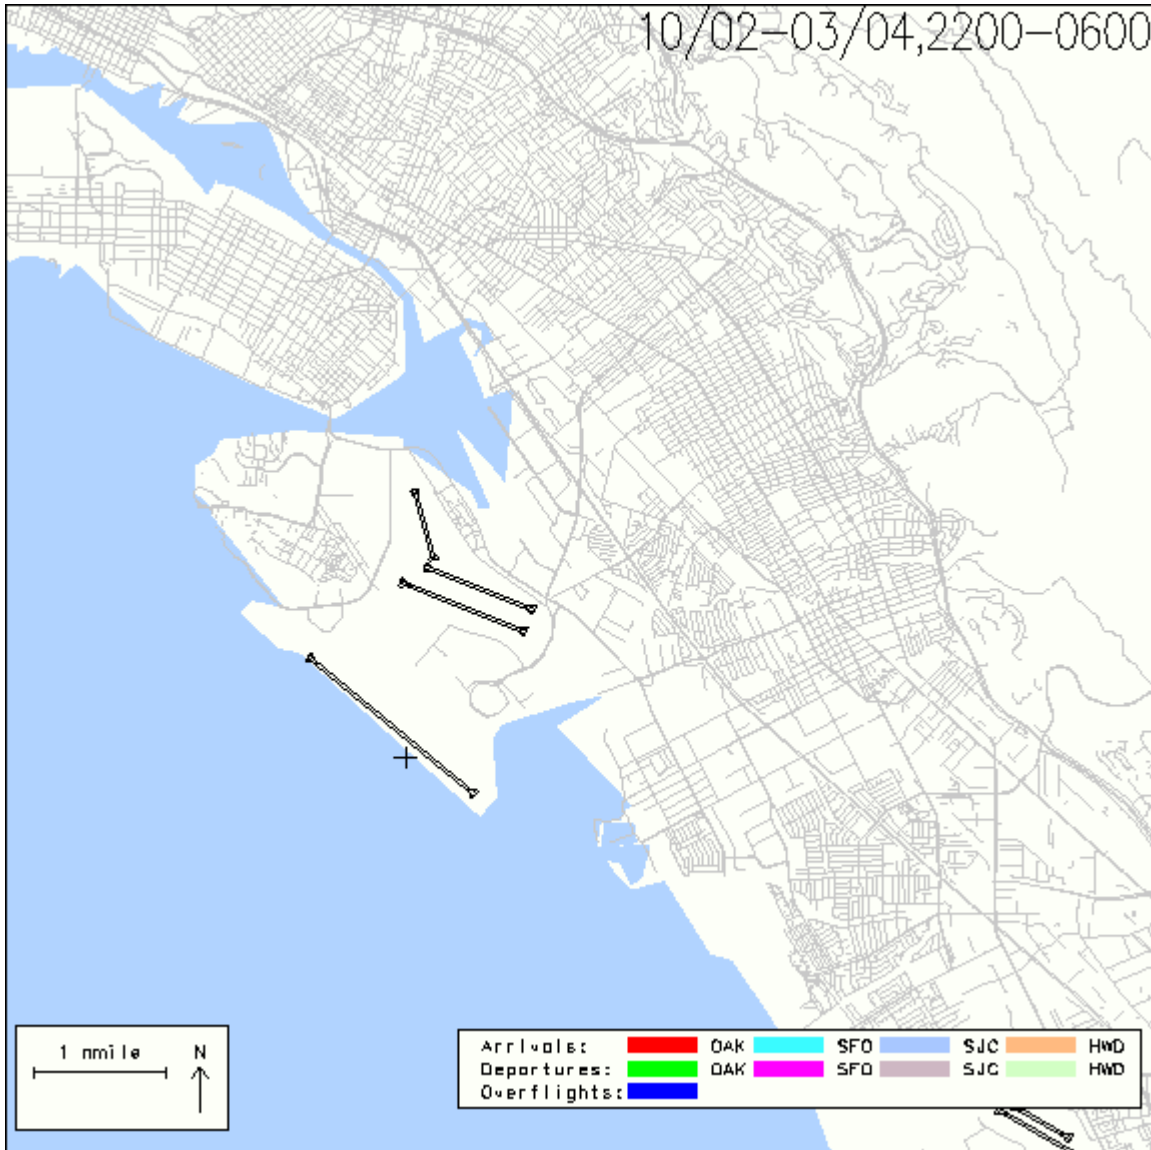 10/02-03/04,2200-0600
1 nmile N
Arrivals: OAK SFO SJC HWD
Departures: OAK SFO SJC HWD
Overflights: